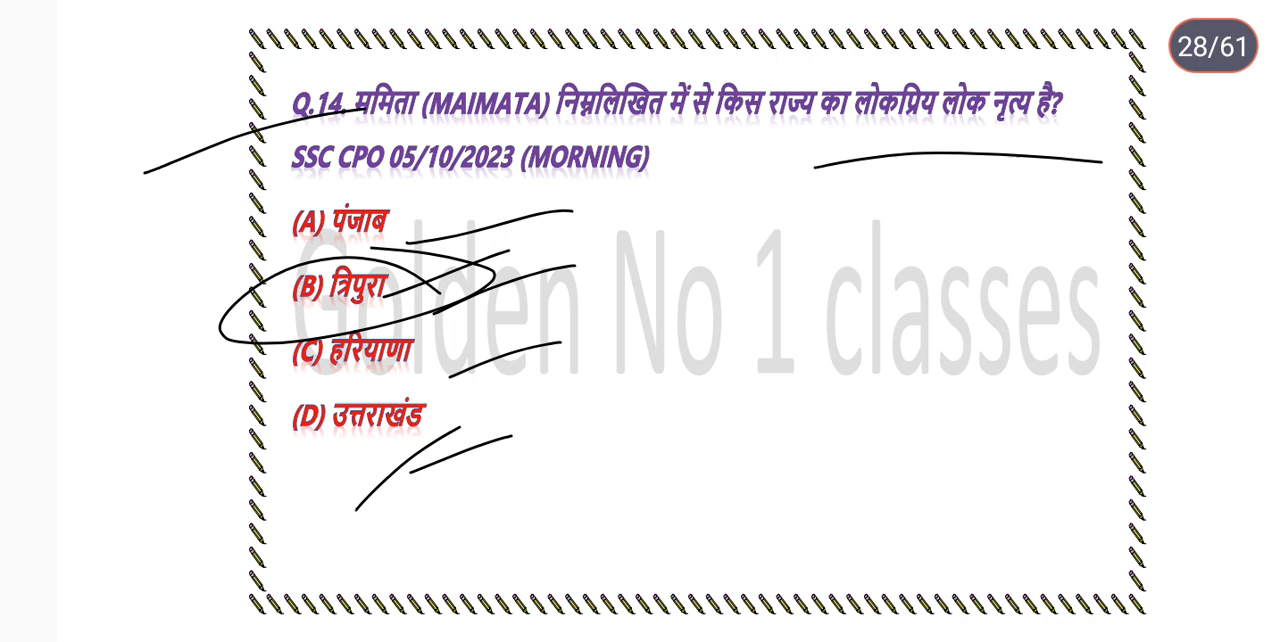 28/61
Q.14. ममिता (MAIMATA) निम्नलिखित में से किस राज्य का लोकप्रिय लोक नृत्य है?
SSC CPO 05/10/2023 (MORNING)
(A) पंजाब
(B) त्रिपुरा
(C) हरियाणा
(D) उत्तराखंड
Golden No 1 classes